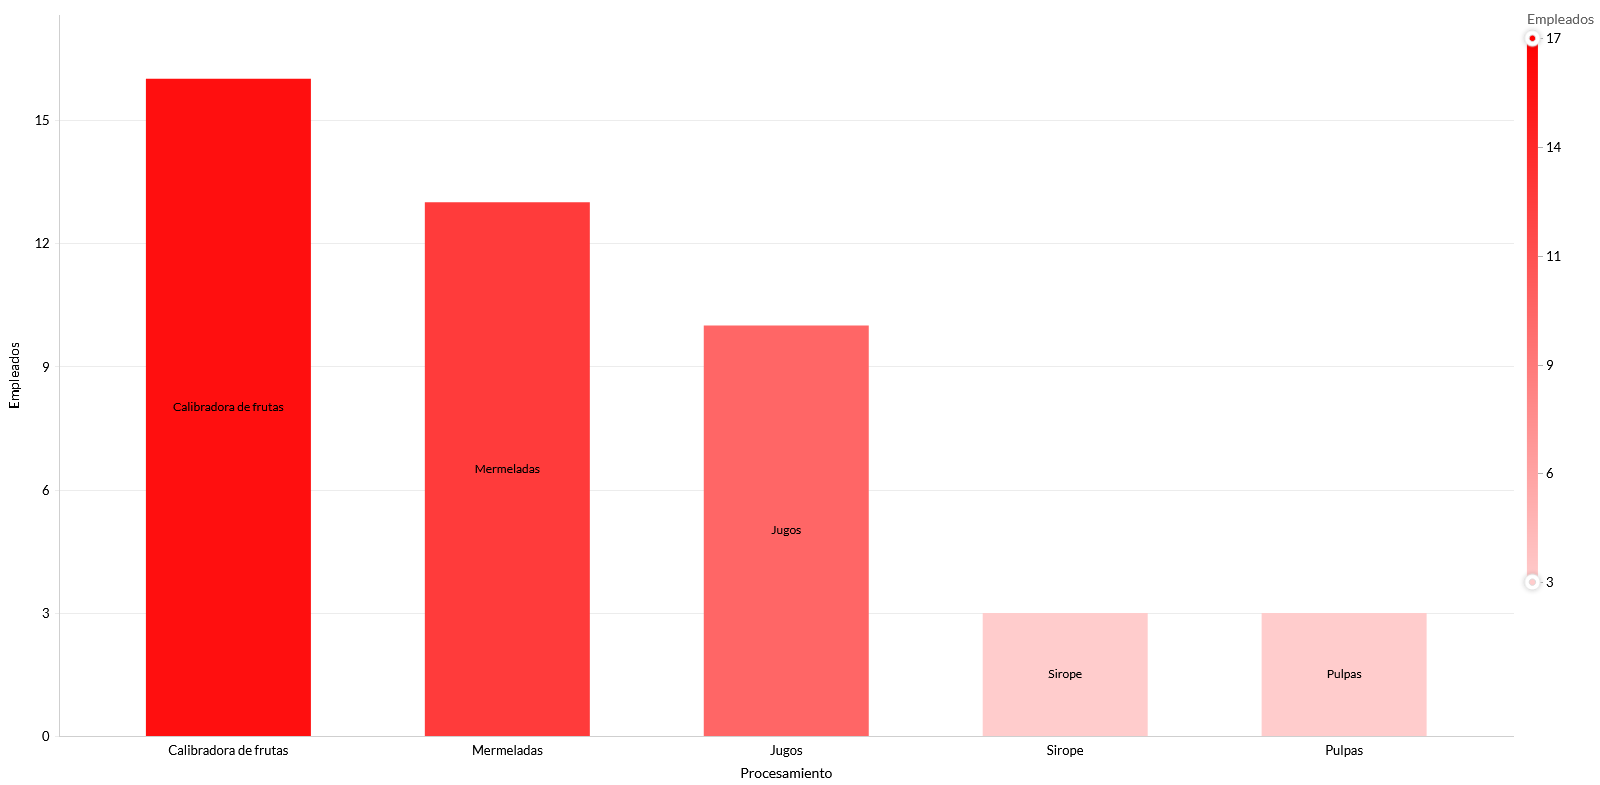 Empleados
17
14
11
9
6
3
Empleados
15
12
9
6
3
0
Calibradora de frutas
Mermeladas
Jugos
Sirope
Pulpas
Calibradora de frutas
Mermeladas
Jugos
Sirope
Pulpas
Procesamiento